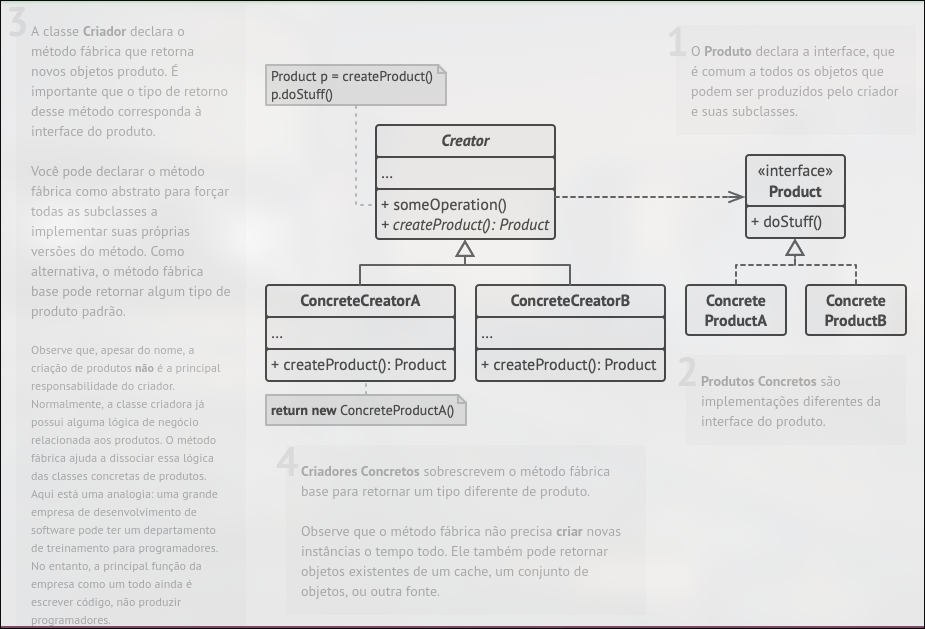 3
A classe Criador declara o
método fábrica que retorna
novos objetos produto. É
importante que o tipo de retorno
desse método corresponda à
interface do produto.
Você pode declarar o método
fábrica como abstrato para forçar
todas as subclasses a
implementar suas próprias
versões do método. Como
alternativa, o método fábrica
base pode retornar algum tipo de
produto padrão.
Observe que, apesar do nome, a
criação de produtos não é a principal
responsabilidade do criador.
Normalmente, a classe criadora já
possui alguma lógica de negócio
relacionada aos produtos. O método
fábrica ajuda a dissociar essa lógica
das classes concretas de produtos.
Aqui está uma analogia: uma grande
empresa de desenvolvimento de
software pode ter um departamento
de treinamento para programadores.
No entanto, a principal função da
empresa como um todo ainda é
escrever código, não produzir
programadores.
Product p = createProduct()
p.doStuff()
Creator
...
+ someOperation()
+ createProduct(): Product
ConcreteCreatorA
...
+ createProduct(): Product
return new ConcreteProductA()
ConcreteCreatorB
...
+ createProduct(): Product
1
O Produto declara a interface, que
é comum a todos os objetos que
podem ser produzidos pelo criador
e suas subclasses.
«interface»
Product
+ doStuff()
Concrete
ProductA
Concrete
ProductB
2
Produtos Concretos são
implementações diferentes da
interface do produto.
4
Criadores Concretos sobrescrevem o método fábrica
base para retornar um tipo diferente de produto.
Observe que o método fábrica não precisa criar novas
instâncias o tempo todo. Ele também pode retornar
objetos existentes de um cache, um conjunto de
objetos, ou outra fonte.